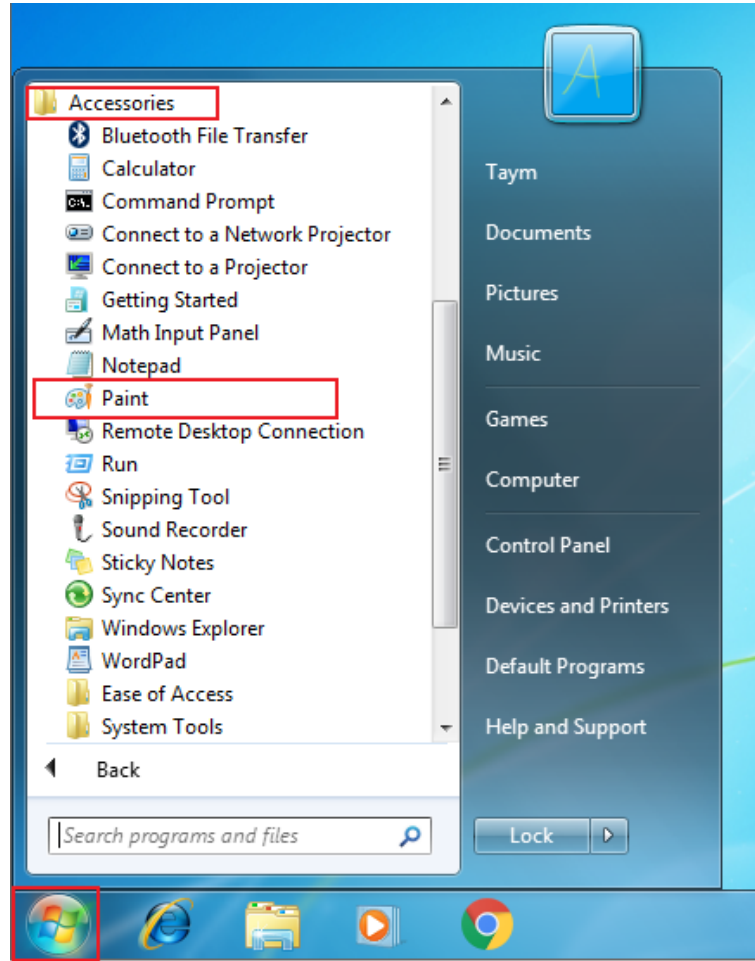 Accessories
Bluetooth File Transfer
Calculator
Command Prompt
Connect to a Network Projector
Connect to a Projector
Getting Started
Math Input Panel
Notepad
Paint
Remote Desktop Connection
Run
Snipping Tool
Sound Recorder
Sticky Notes
Sync Center
Windows Explorer
WordPad
Ease of Access
System Tools
Back
Search programs and files
A
Taym
Documents
Pictures
Music
Games
Computer
Control Panel
Devices and Printers
Default Programs
Help and Support
Lock